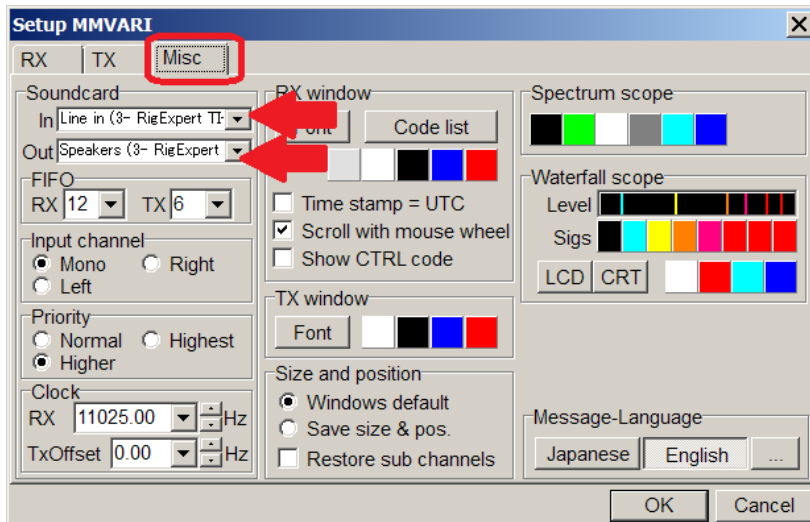 Setup MMVARI
RX
TX
Misc
Soundcard
In Line in (3- RigExpert TI-
Out Speakers (3- RigExpert
FIFO
RX 12 TX 6
Input channel
Mono Right
Left
Priority
Normal Highest
Higher
Clock
RX 11025.00 Hz
TxOffset 0.00 Hz
RX window
Code list
Time stamp = UTC
Scroll with mouse wheel
Show CTRL code
TX window
Font
Size and position
Windows default
Save size & pos.
Restore sub channels
Spectrum scope
Waterfall scope
Level
Sigs
LCD CRT
Message-Language
Japanese English ...
OK Cancel